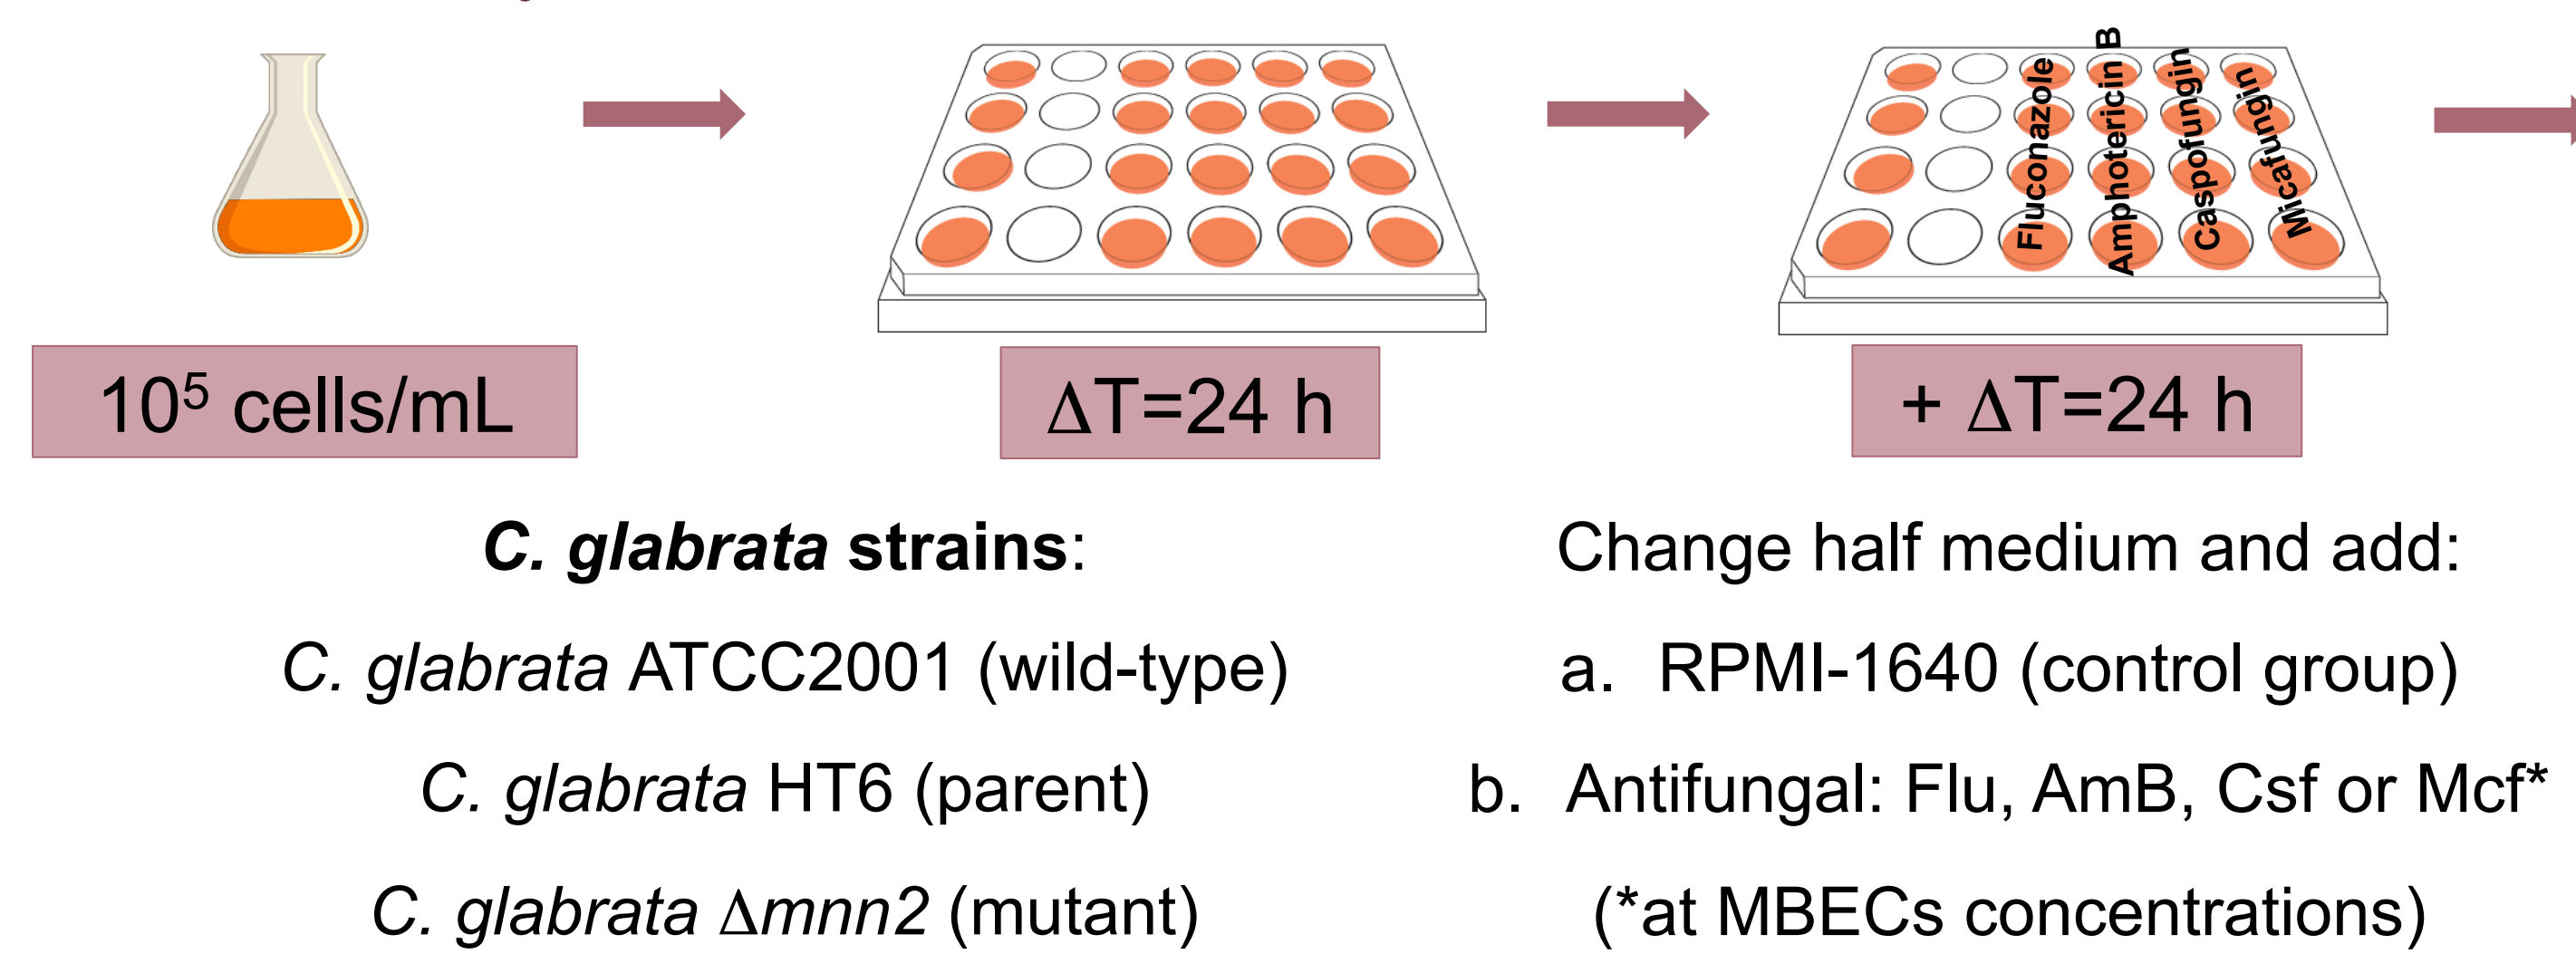 Fluconazole
Amphotericin B
Caspofungin
Micafungin
10⁵ cells/mL
ΔT=24 h
+ ΔT=24 h
C. glabrata strains:
C. glabrata ATCC2001 (wild-type)
C. glabrata HT6 (parent)
C. glabrata Δmnn2 (mutant)
Change half medium and add:
a. RPMI-1640 (control group)
b. Antifungal: Flu, AmB, Csf or Mcf*
(*at MBECs concentrations)